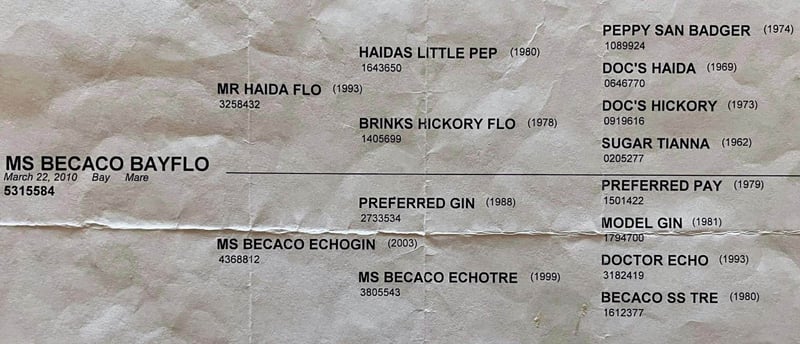 PEPPY SAN BADGER (1974)
1089924
HAIDAS LITTLE PEP (1980)
1643650
DOC'S HAIDA (1969)
0646770
MR HAIDA FLO (1993)
3258432
DOC'S HICKORY (1973)
0919616
BRINKS HICKORY FLO (1978)
1405699
SUGAR TIANNA (1962)
0205277
MS BECACO BAYFLO
March 22, 2010 Bay Mare
5315584
PREFERRED PAY (1979)
1501422
PREFERRED GIN (1988)
2733534
MODEL GIN (1981)
1794700
MS BECACO ECHOGIN (2003)
4368812
DOCTOR ECHO (1993)
3182419
MS BECACO ECHOTRE (1999)
3805543
BECACO SS TRE (1980)
1612377